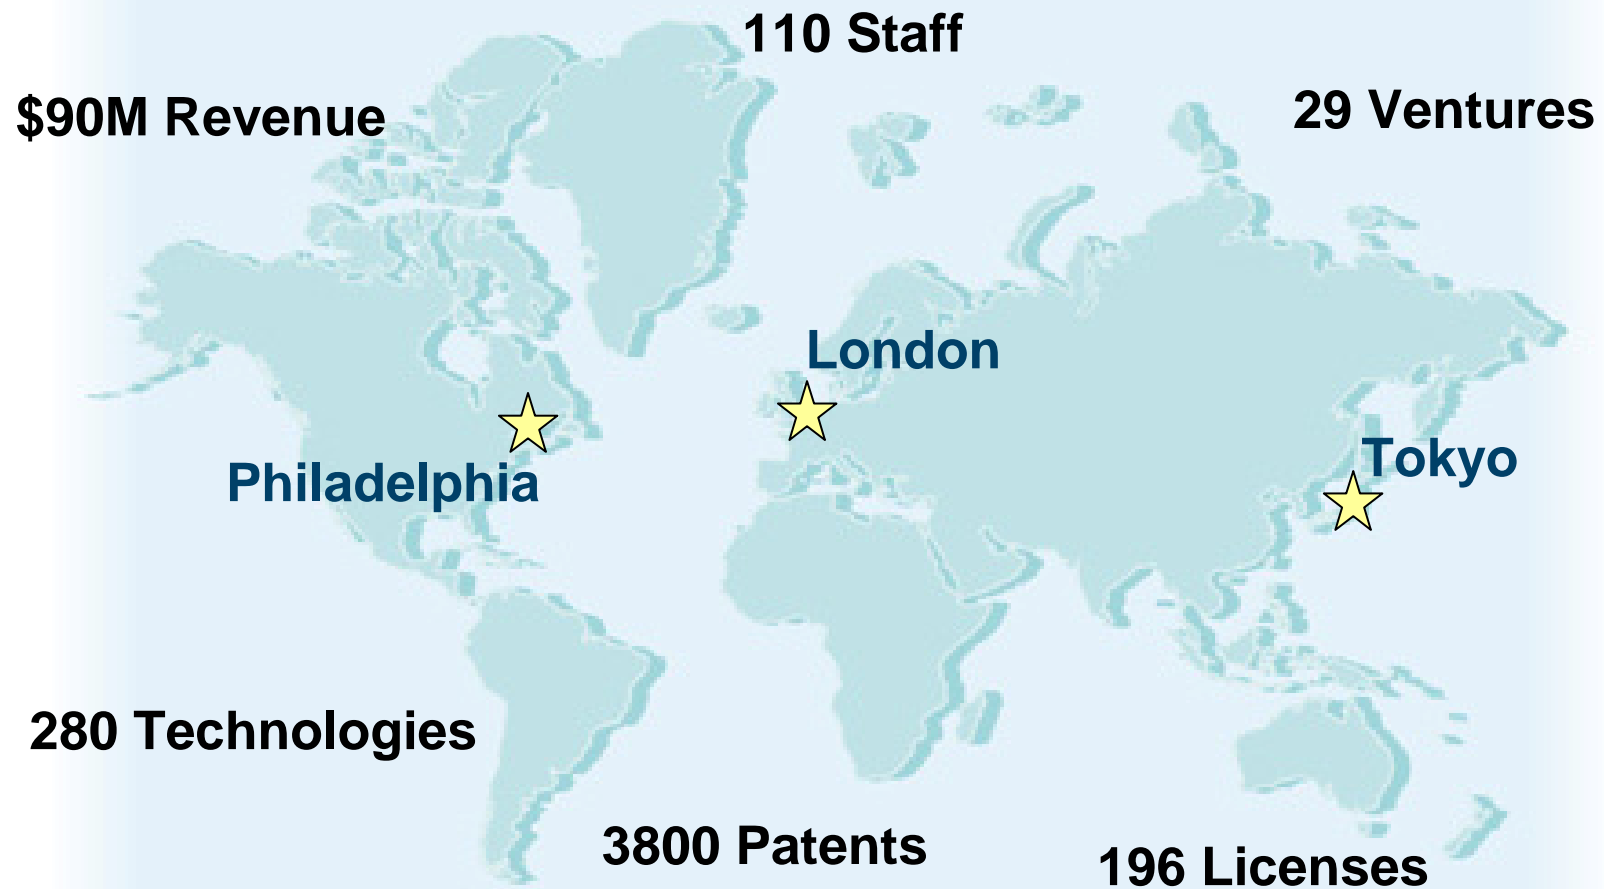 110 Staff
$90M Revenue
29 Ventures
London
Tokyo
Philadelphia
280 Technologies
3800 Patents
196 Licenses